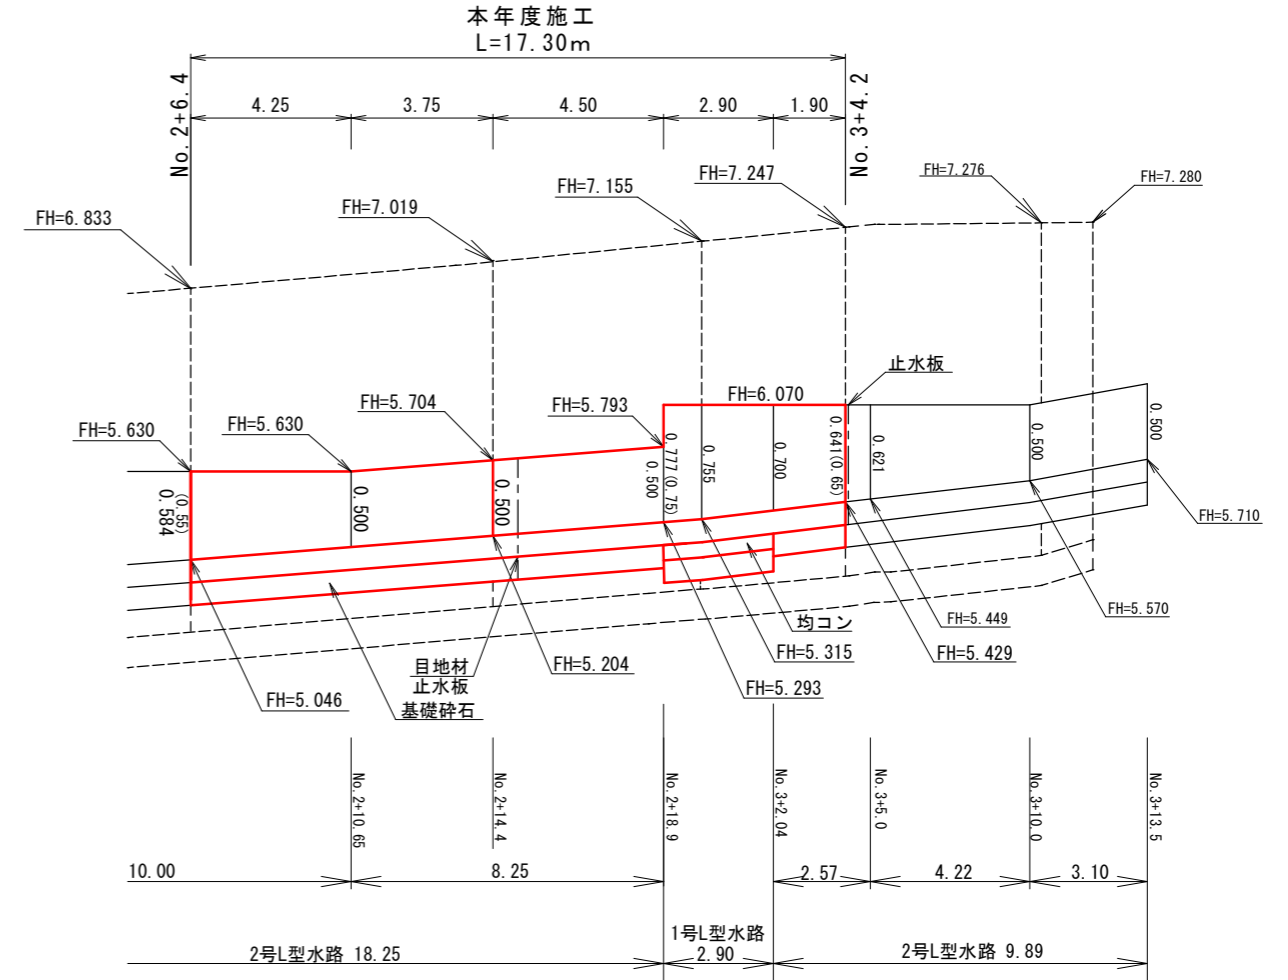 本年度施工
L=17.30m
No.2+6.4
No.3+4.2
4.25
3.75
4.50
2.90
1.90
FH=6.833
FH=7.019
FH=7.155
FH=7.247
FH=7.276
FH=7.280
FH=5.630
FH=5.630
FH=5.704
FH=5.793
FH=6.070
止水板
(0.55)
0.584
0.500
0.500
0.777(0.75)
0.500
0.755
0.700
0.641(0.65)
0.621
0.500
0.500
FH=5.710
FH=5.570
FH=5.449
FH=5.429
均コン
FH=5.315
FH=5.293
FH=5.204
目地材
止水板
基礎砕石
FH=5.046
No.2+10.65
No.2+14.4
No.2+18.9
No.3+2.04
No.3+5.0
No.3+10.0
No.3+13.5
10.00
8.25
2.57
4.22
3.10
2号L型水路 18.25
1号L型水路
2.90
2号L型水路 9.89